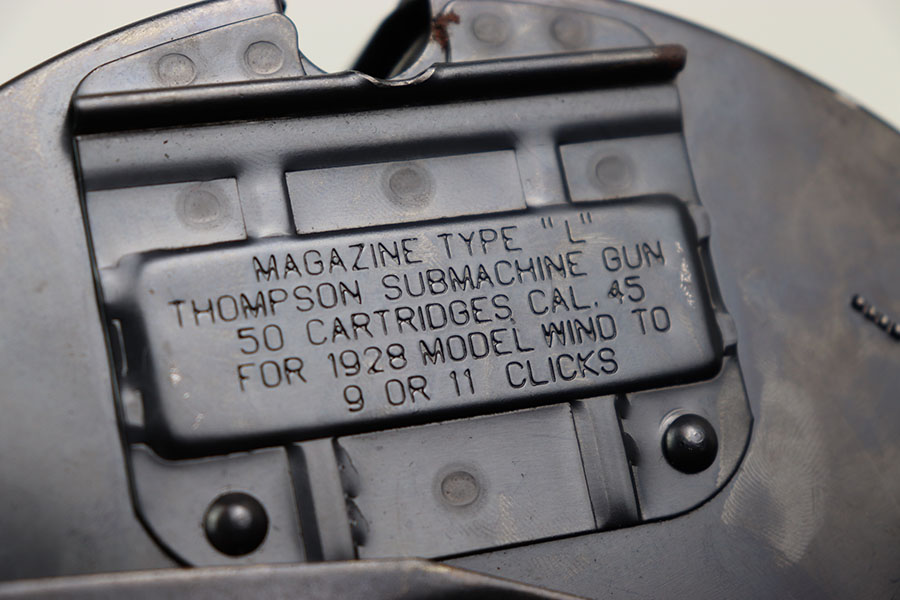 MAGAZINE TYPE "L"
THOMPSON SUBMACHINE GUN
50 CARTRIDGES CAL. 45
FOR 1928 MODEL WIND TO
9 OR 11 CLICKS